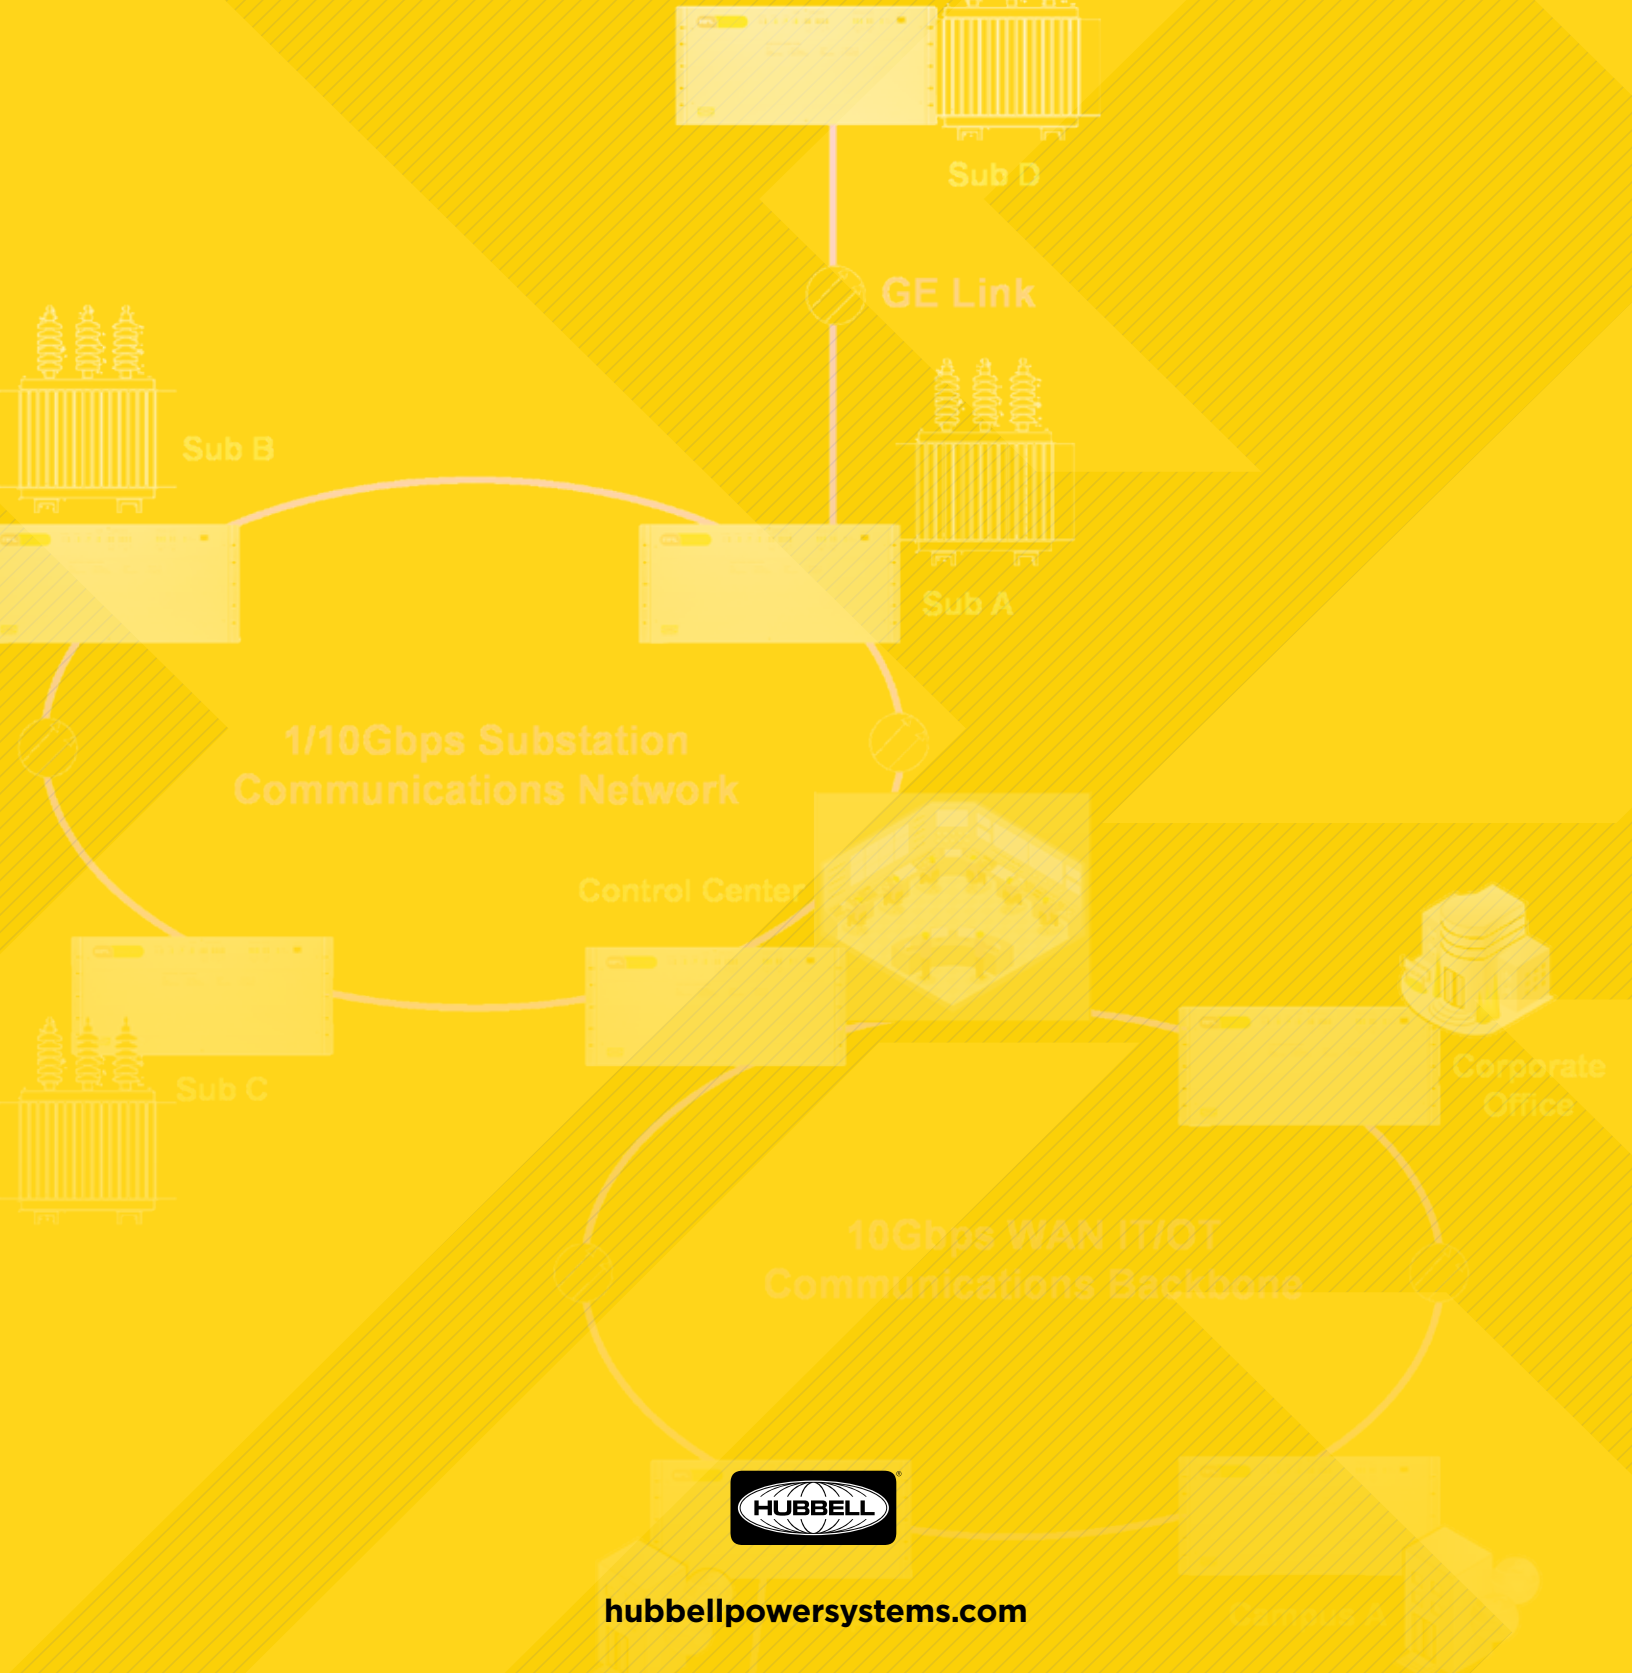 Sub D
GE Link
Sub B
Sub A
1/10Gbps Substation
Communications Network
Control Center
Sub C
Corporate
Office
10Gbps WAN IT/OT
Communications Backbone
HUBBELL
®
hubbellpowersystems.com